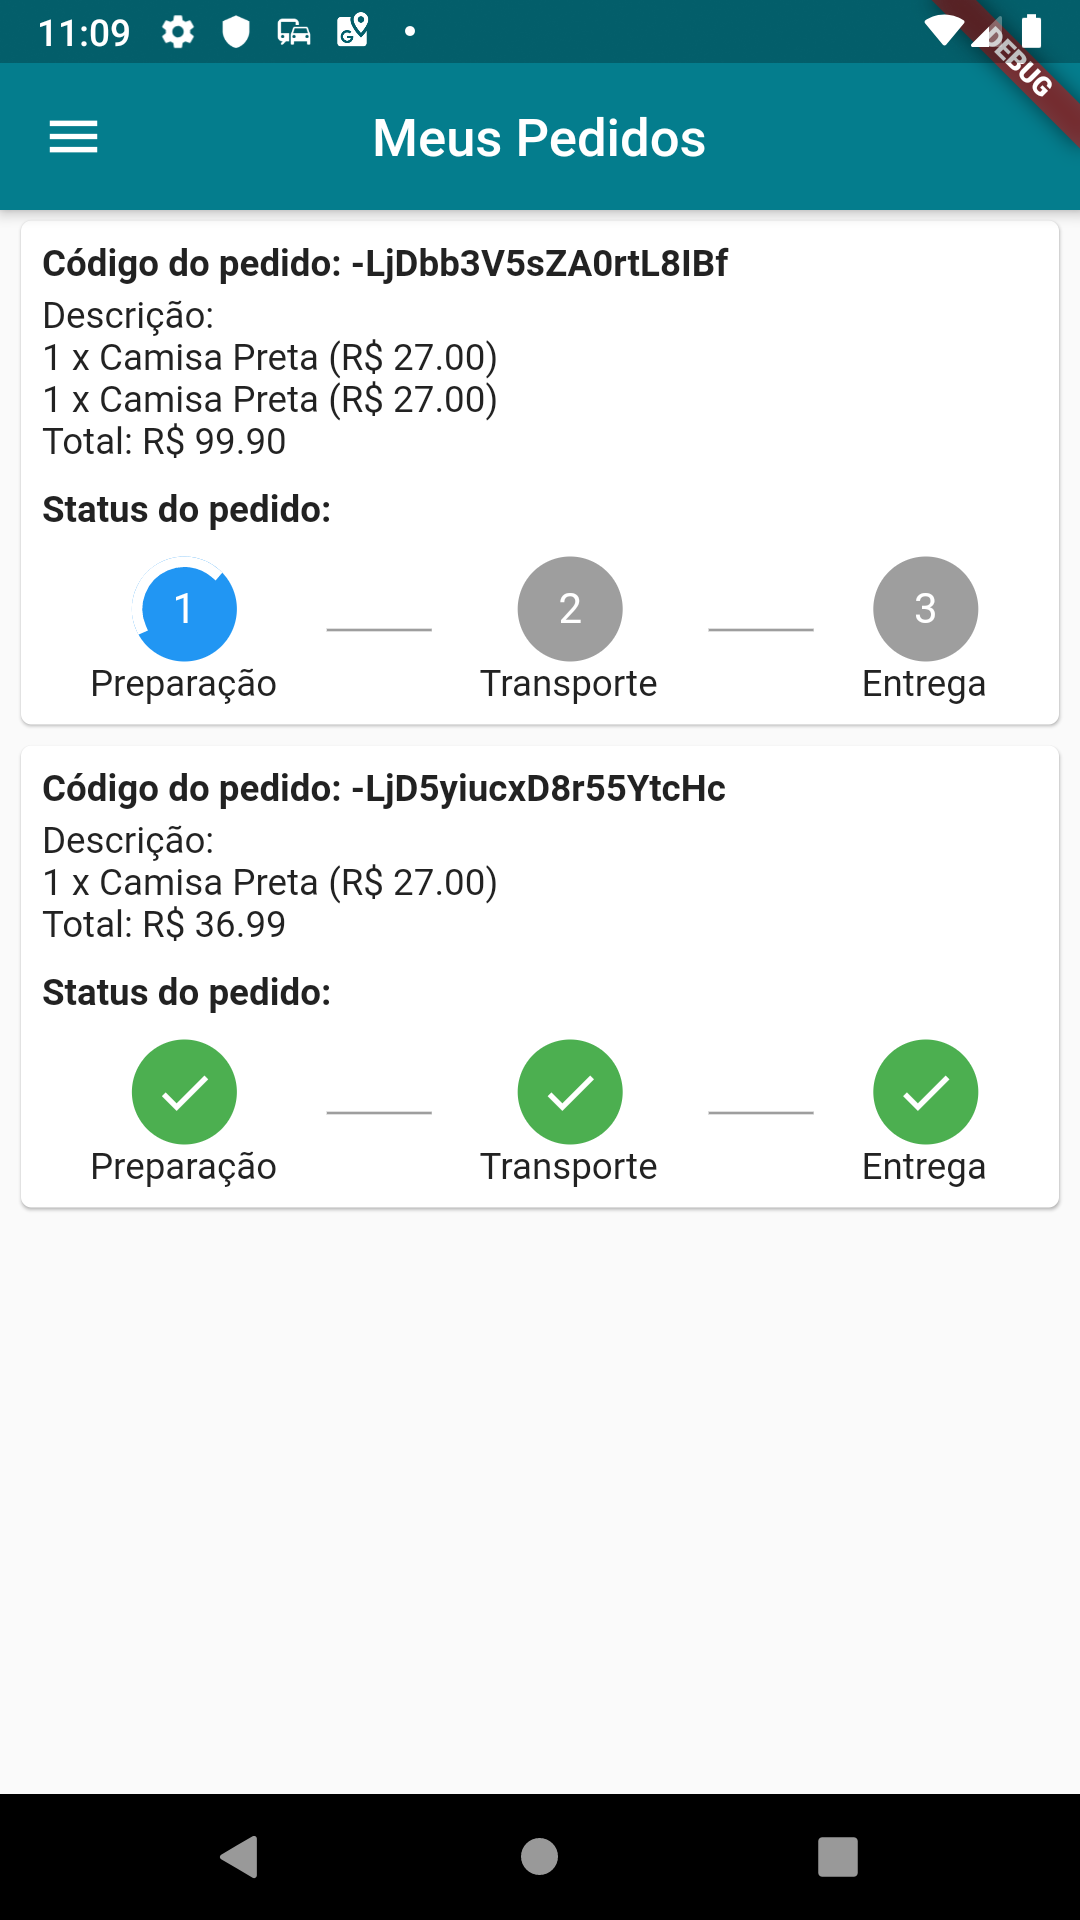 11:09
DEBUG
Meus Pedidos
Código do pedido: -LjDbb3V5sZA0rtL8IBf
Descrição:
1 x Camisa Preta (R$ 27.00)
1 x Camisa Preta (R$ 27.00)
Total: R$ 99.90
Status do pedido:
1 2 3
Preparação Transporte Entrega
Código do pedido: -LjD5yiucxD8r55YtcHc
Descrição:
1 x Camisa Preta (R$ 27.00)
Total: R$ 36.99
Status do pedido:
Preparação Transporte Entrega